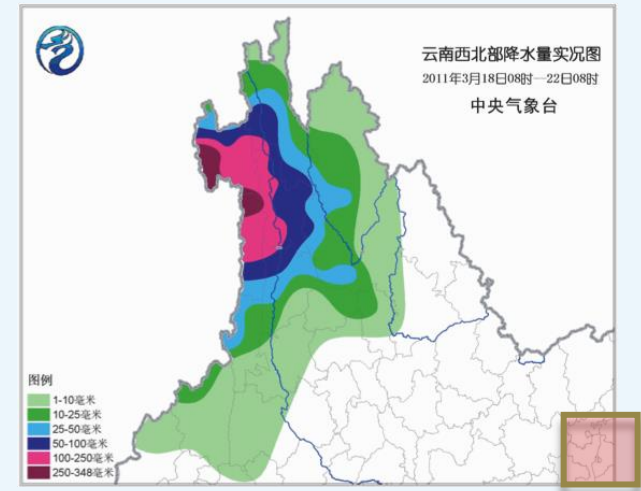 云南西北部降水量实况图
2011年3月18日08时—22日08时
中央气象台
图例
1-10毫米
10-25毫米
25-50毫米
50-100毫米
100-250毫米
250-348毫米